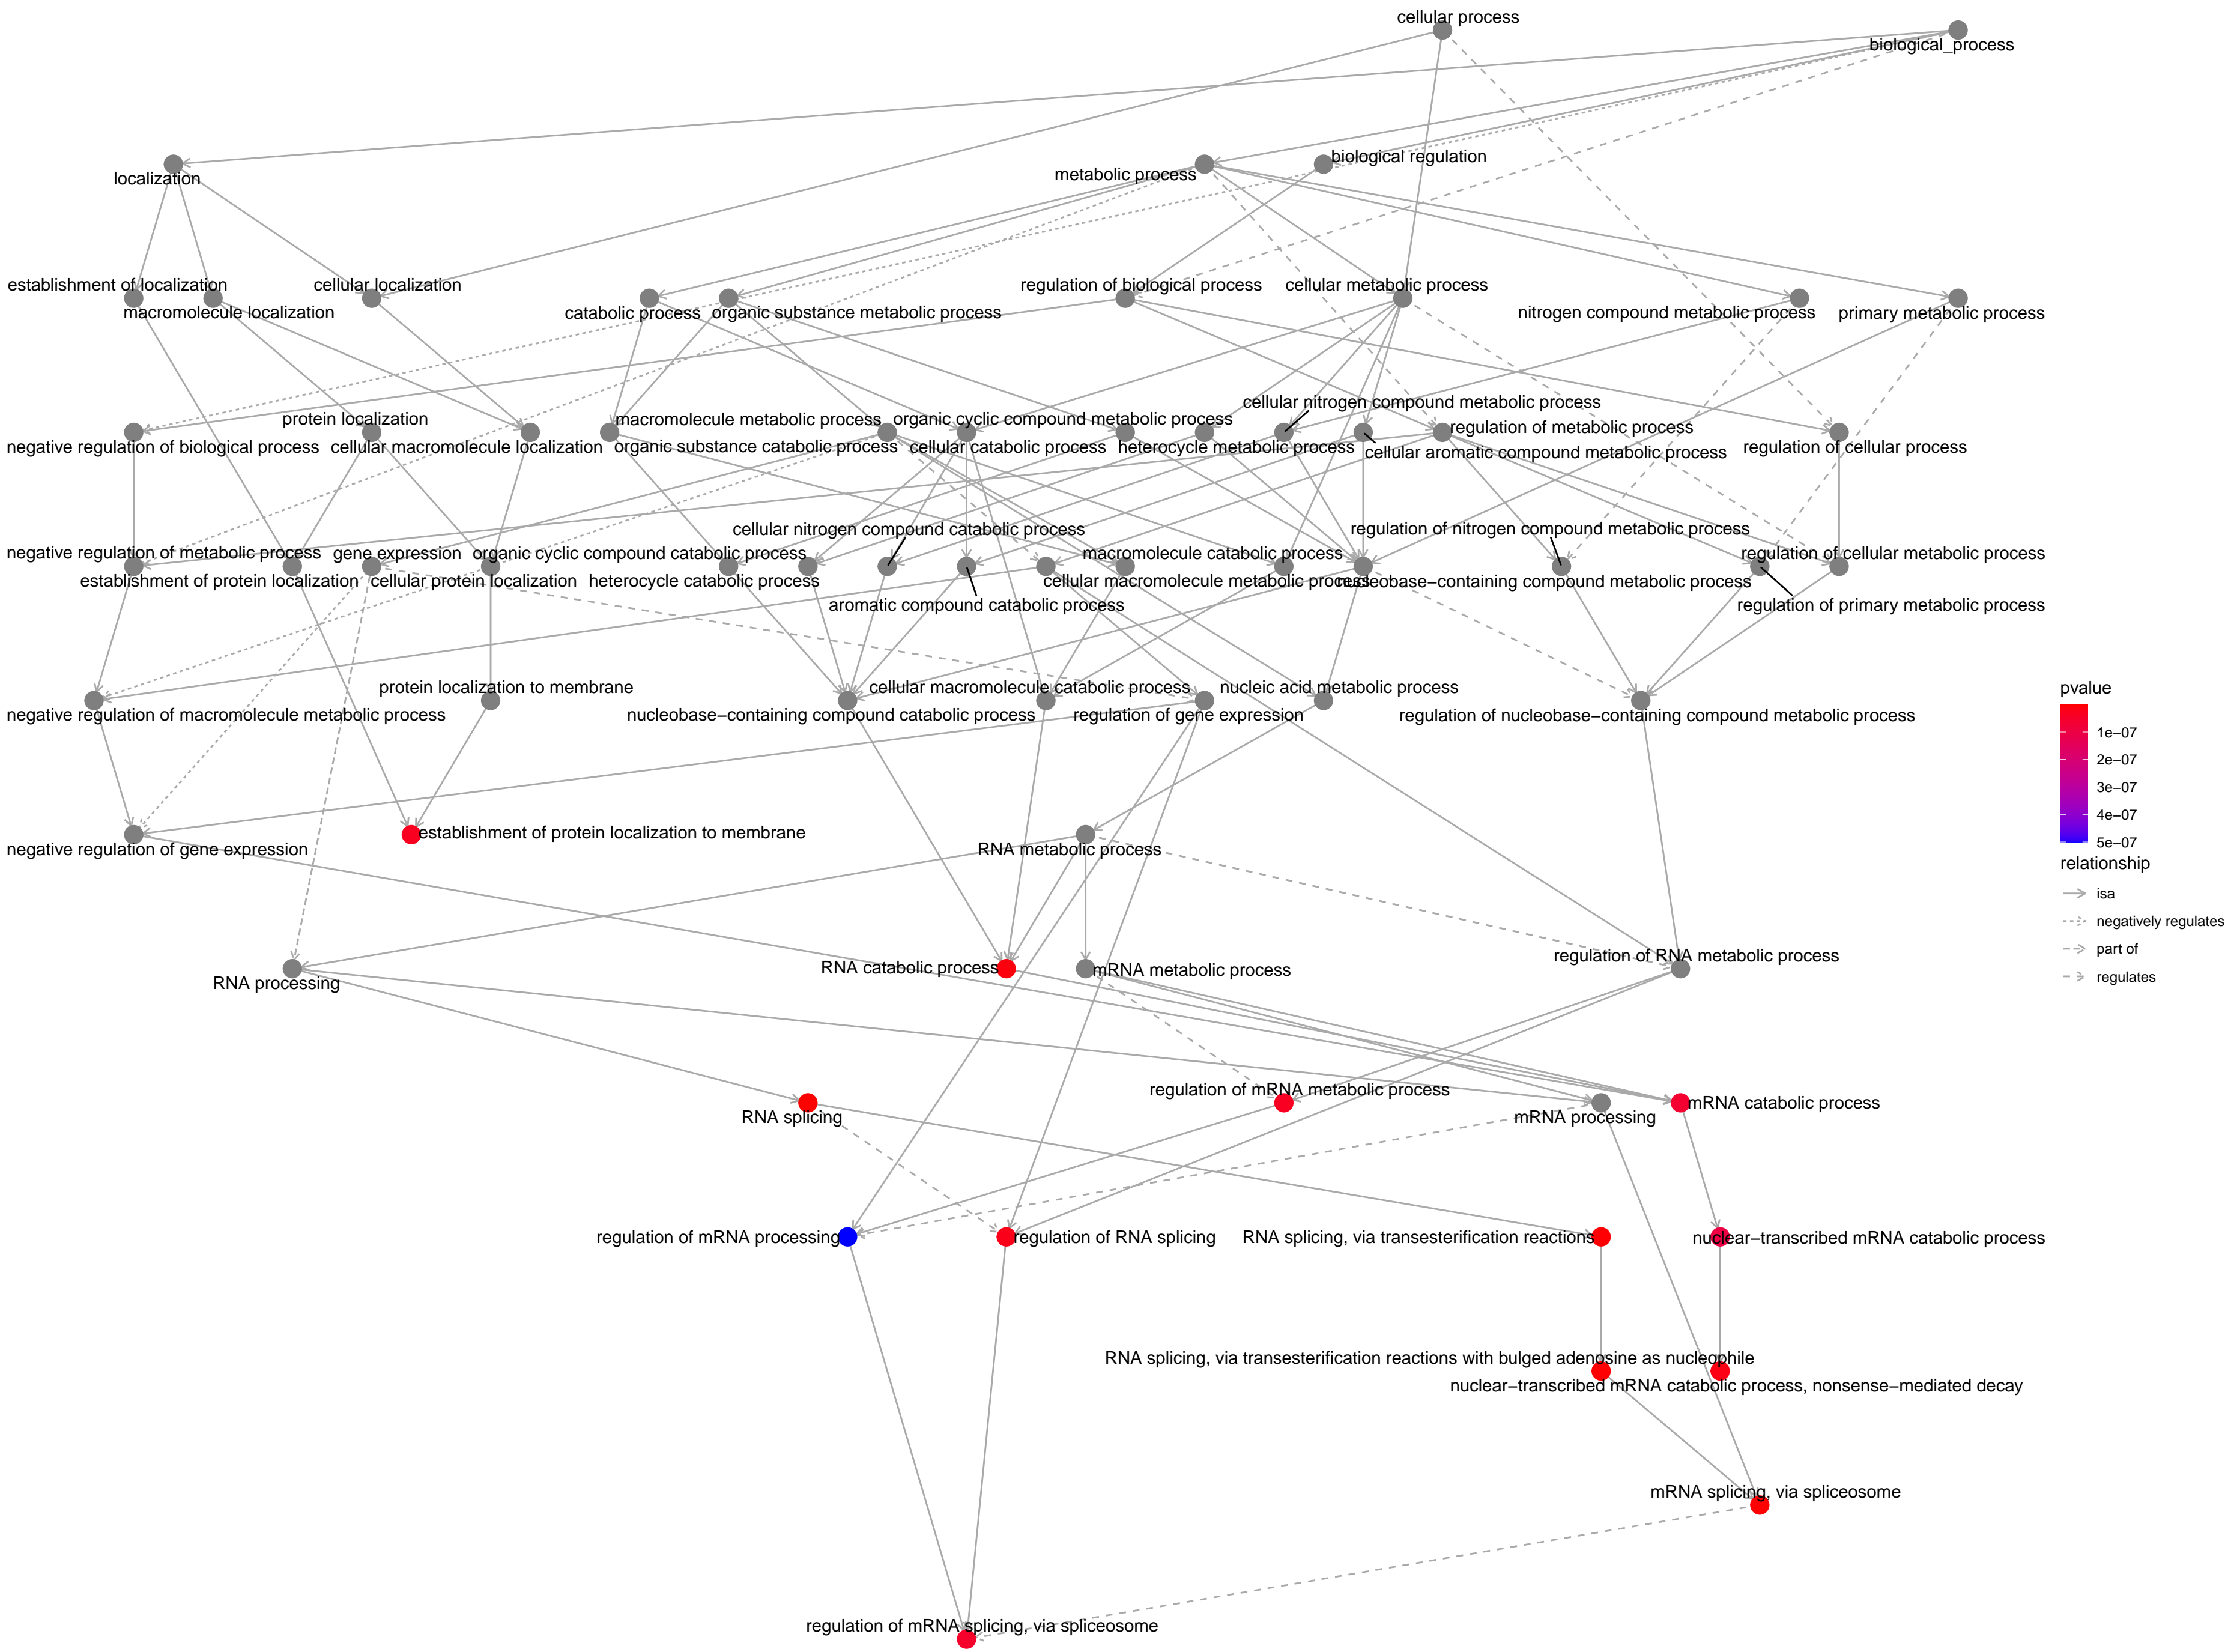 cellular process
biological_process
biological regulation
metabolic process
localization
establishment of localization
cellular localization
regulation of biological process
cellular metabolic process
macromolecule localization
catabolic process
organic substance metabolic process
nitrogen compound metabolic process
primary metabolic process
cellular nitrogen compound metabolic process
protein localization
macromolecule metabolic process
organic cyclic compound metabolic process
regulation of metabolic process
negative regulation of biological process
cellular macromolecule localization
organic substance catabolic process
cellular catabolic process
heterocycle metabolic process
cellular aromatic compound metabolic process
regulation of cellular process
cellular nitrogen compound catabolic process
regulation of nitrogen compound metabolic process
negative regulation of metabolic process
gene expression
organic cyclic compound catabolic process
macromolecule catabolic process
regulation of cellular metabolic process
establishment of protein localization
cellular protein localization
heterocycle catabolic process
cellular macromolecule metabolic process
nucleobase−containing compound metabolic process
aromatic compound catabolic process
regulation of primary metabolic process
protein localization to membrane
cellular macromolecule catabolic process
nucleic acid metabolic process
negative regulation of macromolecule metabolic process
nucleobase−containing compound catabolic process
regulation of gene expression
regulation of nucleobase−containing compound metabolic process
establishment of protein localization to membrane
negative regulation of gene expression
RNA metabolic process
regulation of RNA metabolic process
RNA catabolic process
mRNA metabolic process
RNA processing
regulation of mRNA metabolic process
mRNA catabolic process
RNA splicing
mRNA processing
regulation of mRNA processing
regulation of RNA splicing
RNA splicing, via transesterification reactions
nuclear−transcribed mRNA catabolic process
RNA splicing, via transesterification reactions with bulged adenosine as nucleophile
nuclear−transcribed mRNA catabolic process, nonsense−mediated decay
mRNA splicing, via spliceosome
regulation of mRNA splicing, via spliceosome
pvalue
1e−07
2e−07
3e−07
4e−07
5e−07
relationship
isa
negatively regulates
part of
regulates